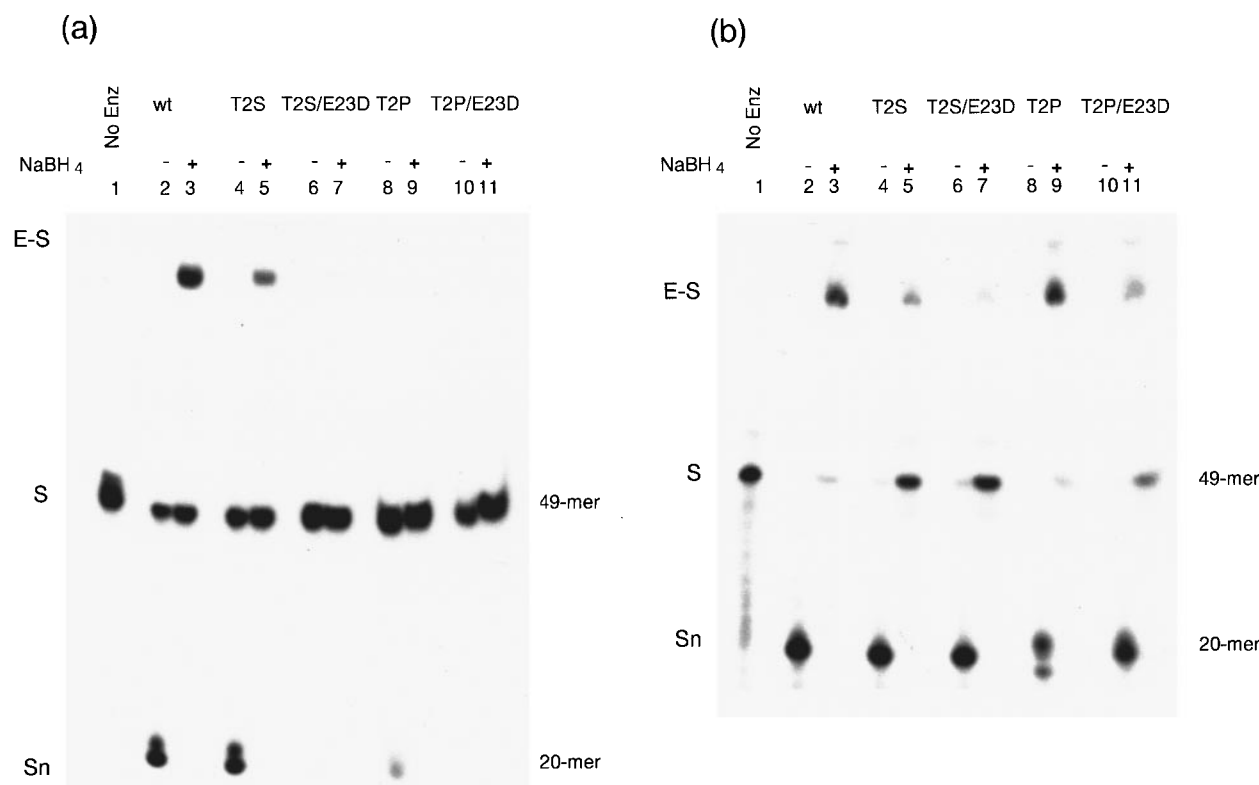 (a)
No Enz wt T2S T2S/E23D T2P T2P/E23D
NaBH4 - + - + - + - + - +
1 2 3 4 5 6 7 8 9 10 11
E-S
S 49-mer
Sn 20-mer
(b)
No Enz wt T2S T2S/E23D T2P T2P/E23D
NaBH4 - + - + - + - + - +
1 2 3 4 5 6 7 8 9 10 11
E-S
S 49-mer
Sn 20-mer